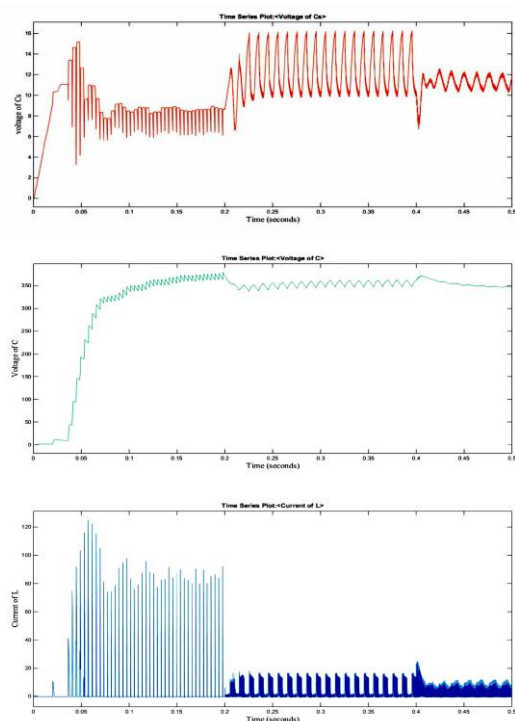 Time Series Plot:<Voltage of Cs>
voltage of Cs
16
14
12
10
8
6
4
2
0
0 0.05 0.1 0.15 0.2 0.25 0.3 0.35 0.4 0.45 0.5
Time (seconds)
Time Series Plot:<Voltage of C>
Voltage of C
350
300
250
200
150
100
50
0
0 0.05 0.1 0.15 0.2 0.25 0.3 0.35 0.4 0.45 0.5
Time (seconds)
Time Series Plot:<Current of L>
Current of L
120
100
80
60
40
20
0
0 0.05 0.1 0.15 0.2 0.25 0.3 0.35 0.4 0.45 0.5
Time (seconds)